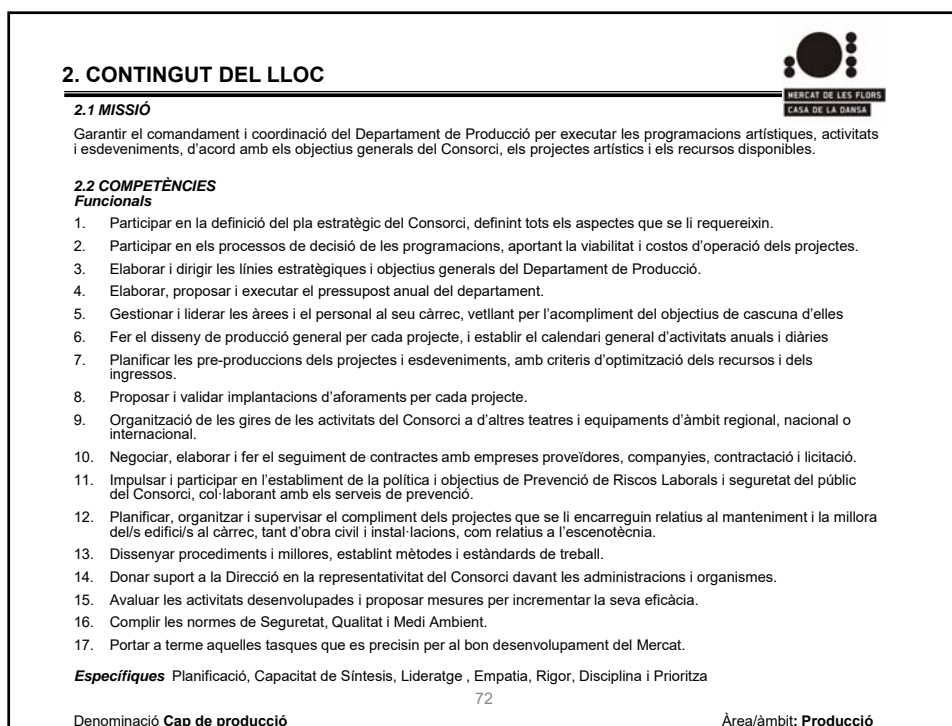 2. CONTINGUT DEL LLOC
MERCAT DE LES FLORS
CASA DE LA DANSA
2.1 MISSIÓ
Garantir el comandament i coordinació del Departament de Producció per executar les programacions artístiques, activitats
i esdeveniments, d'acord amb els objectius generals del Consorci, els projectes artístics i els recursos disponibles.
2.2 COMPETÈNCIES
Funcionals
1. Participar en la definició del pla estratègic del Consorci, definint tots els aspectes que se li requereixin.
2. Participar en els processos de decisió de les programacions, aportant la viabilitat i costos d'operació dels projectes.
3. Elaborar i dirigir les línies estratègiques i objectius generals del Departament de Producció.
4. Elaborar, proposar i executar el pressupost anual del departament.
5. Gestionar i liderar les àrees i el personal al seu càrrec, vetllant per l'acompliment del objectius de cascuna d'elles
6. Fer el disseny de producció general per cada projecte, i establir el calendari general d'activitats anuals i diàries
7. Planificar les pre-produccions dels projectes i esdeveniments, amb criteris d'optimització dels recursos i dels
ingressos.
8. Proposar i validar implantacions d'aforaments per cada projecte.
9. Organització de les gires de les activitats del Consorci a d'altres teatres i equipaments d'àmbit regional, nacional o
internacional.
10. Negociar, elaborar i fer el seguiment de contractes amb empreses proveïdores, companyies, contractació i licitació.
11. Impulsar i participar en l'establiment de la política i objectius de Prevenció de Riscos Laborals i seguretat del públic
del Consorci, col·laborant amb els serveis de prevenció.
12. Planificar, organitzar i supervisar el compliment dels projectes que se li encarreguin relatius al manteniment i la millora
del/s edifici/s al càrrec, tant d'obra civil i instal·lacions, com relatius a l'escenotècnia.
13. Dissenyar procediments i millores, establint mètodes i estàndards de treball.
14. Donar suport a la Direcció en la representativitat del Consorci davant les administracions i organismes.
15. Avaluar les activitats desenvolupades i proposar mesures per incrementar la seva eficàcia.
16. Complir les normes de Seguretat, Qualitat i Medi Ambient.
17. Portar a terme aquelles tasques que es precisin per al bon desenvolupament del Mercat.
Específiques Planificació, Capacitat de Síntesis, Lideratge , Empatia, Rigor, Disciplina i Prioritza
72
Denominació Cap de producció Àrea/àmbit: Producció